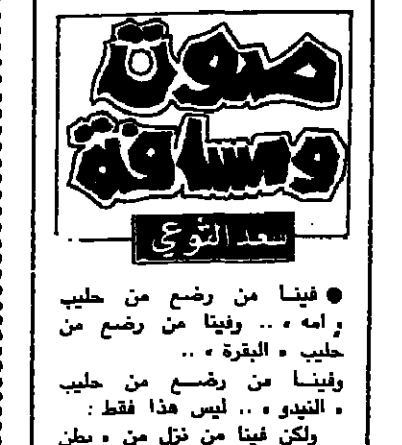 صوت
ومسافة
سعد الثوعي
● فينا من رضع من حليب
« امه » .. وفينا من رضع من
حليب « البقرة » ..
وفينا من رضع من حليب
« النيدو » .. ليس هذا فقط :
ولكن فينا من نزل من « بطن